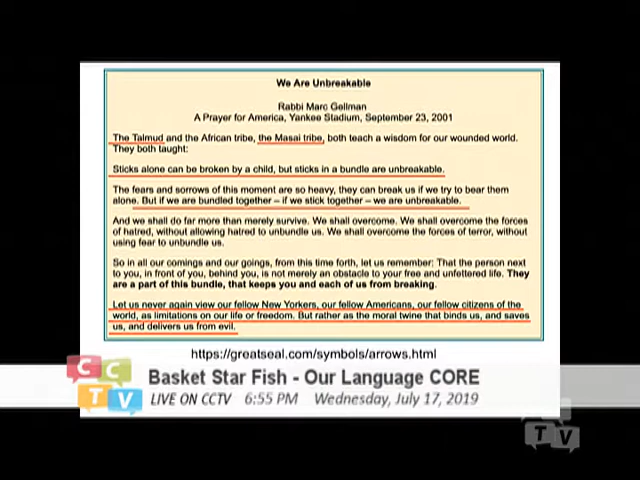 We Are Unbreakable
Rabbi Marc Gellman
A Prayer for America, Yankee Stadium, September 23, 2001
The Talmud and the African tribe, the Masai tribe, both teach a wisdom for our wounded world.
They both taught:
Sticks alone can be broken by a child, but sticks in a bundle are unbreakable.
The fears and sorrows of this moment are so heavy, they can break us if we try to bear them
alone. But if we are bundled together – if we stick together – we are unbreakable.
And we shall do far more than merely survive. We shall overcome. We shall overcome the forces
of hatred, without allowing hatred to unbundle us. We shall overcome the forces of terror, without
using fear to unbundle us.
So in all our comings and our goings, from this time forth, let us remember: That the person next
to you, in front of you, behind you, is not merely an obstacle to your free and unfettered life. They
are a part of this bundle, that keeps you and each of us from breaking.
Let us never again view our fellow New Yorkers, our fellow Americans, our fellow citizens of the
world, as limitations on our life or freedom. But rather as the moral twine that binds us, and saves
us, and delivers us from evil.
https://greatseal.com/symbols/arrows.html
CC
TV
Basket Star Fish - Our Language CORE
LIVE ON CCTV 6:55 PM Wednesday, July 17, 2019
TV